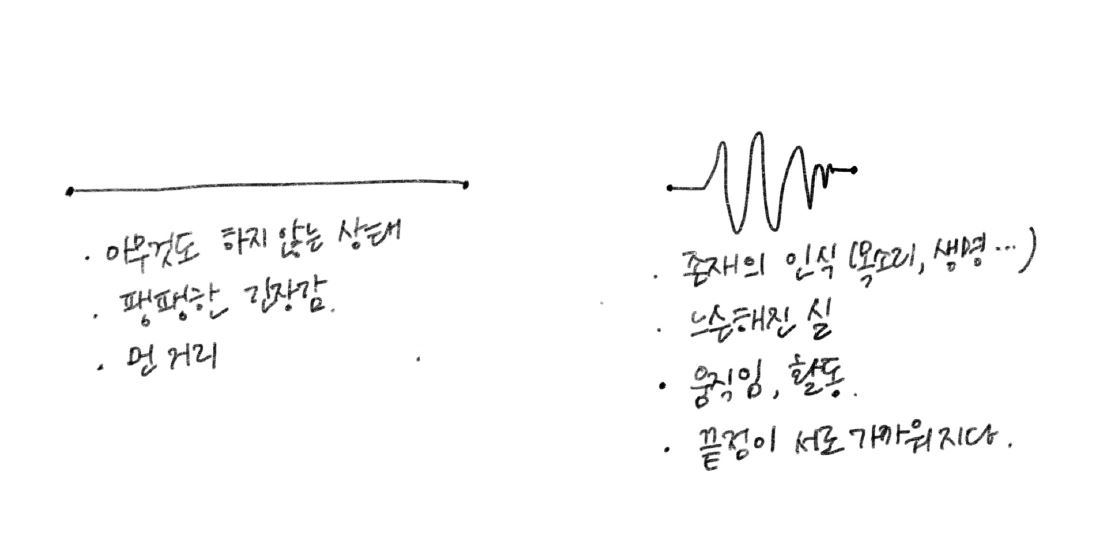 · 아무것도 하지 않는 상태
· 팽팽한 긴장감.
· 먼 거리
· 존재의 인식 (목소리, 생명…)
· 느슨해진 실
· 움직임, 활동.
· 끝점이 서로 가까워지다.